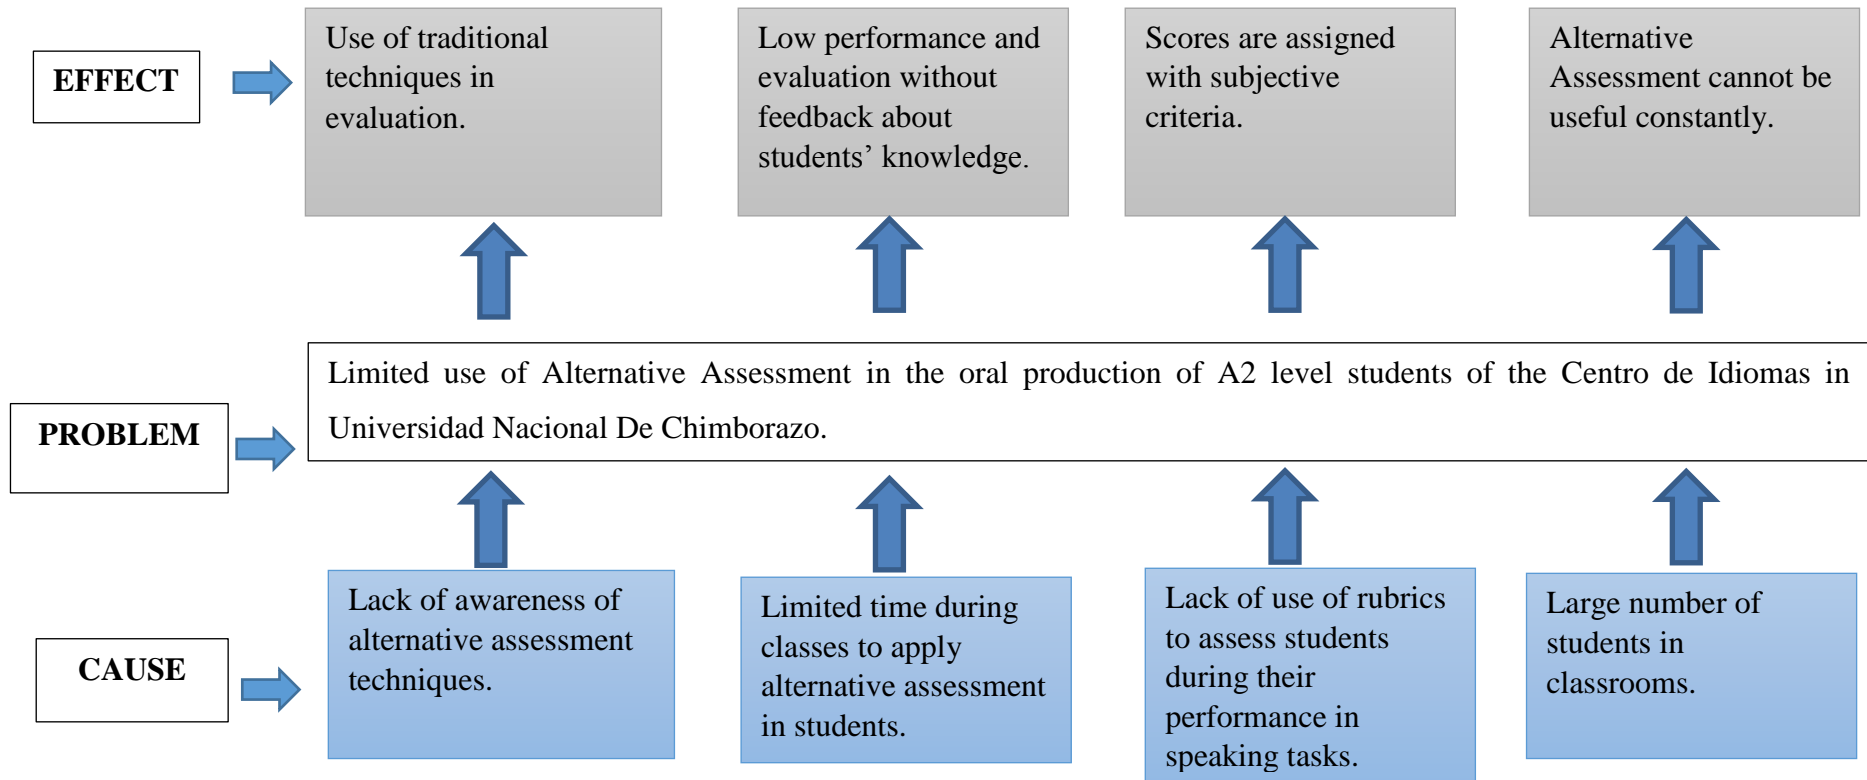 EFFECT
Use of traditional
techniques in
evaluation.
Low performance and
evaluation without
feedback about
students’ knowledge.
Scores are assigned
with subjective
criteria.
Alternative
Assessment cannot be
useful constantly.
PROBLEM
Limited use of Alternative Assessment in the oral production of A2 level students of the Centro de Idiomas in
Universidad Nacional De Chimborazo.
CAUSE
Lack of awareness of
alternative assessment
techniques.
Limited time during
classes to apply
alternative assessment
in students.
Lack of use of rubrics
to assess students
during their
performance in
speaking tasks.
Large number of
students in
classrooms.